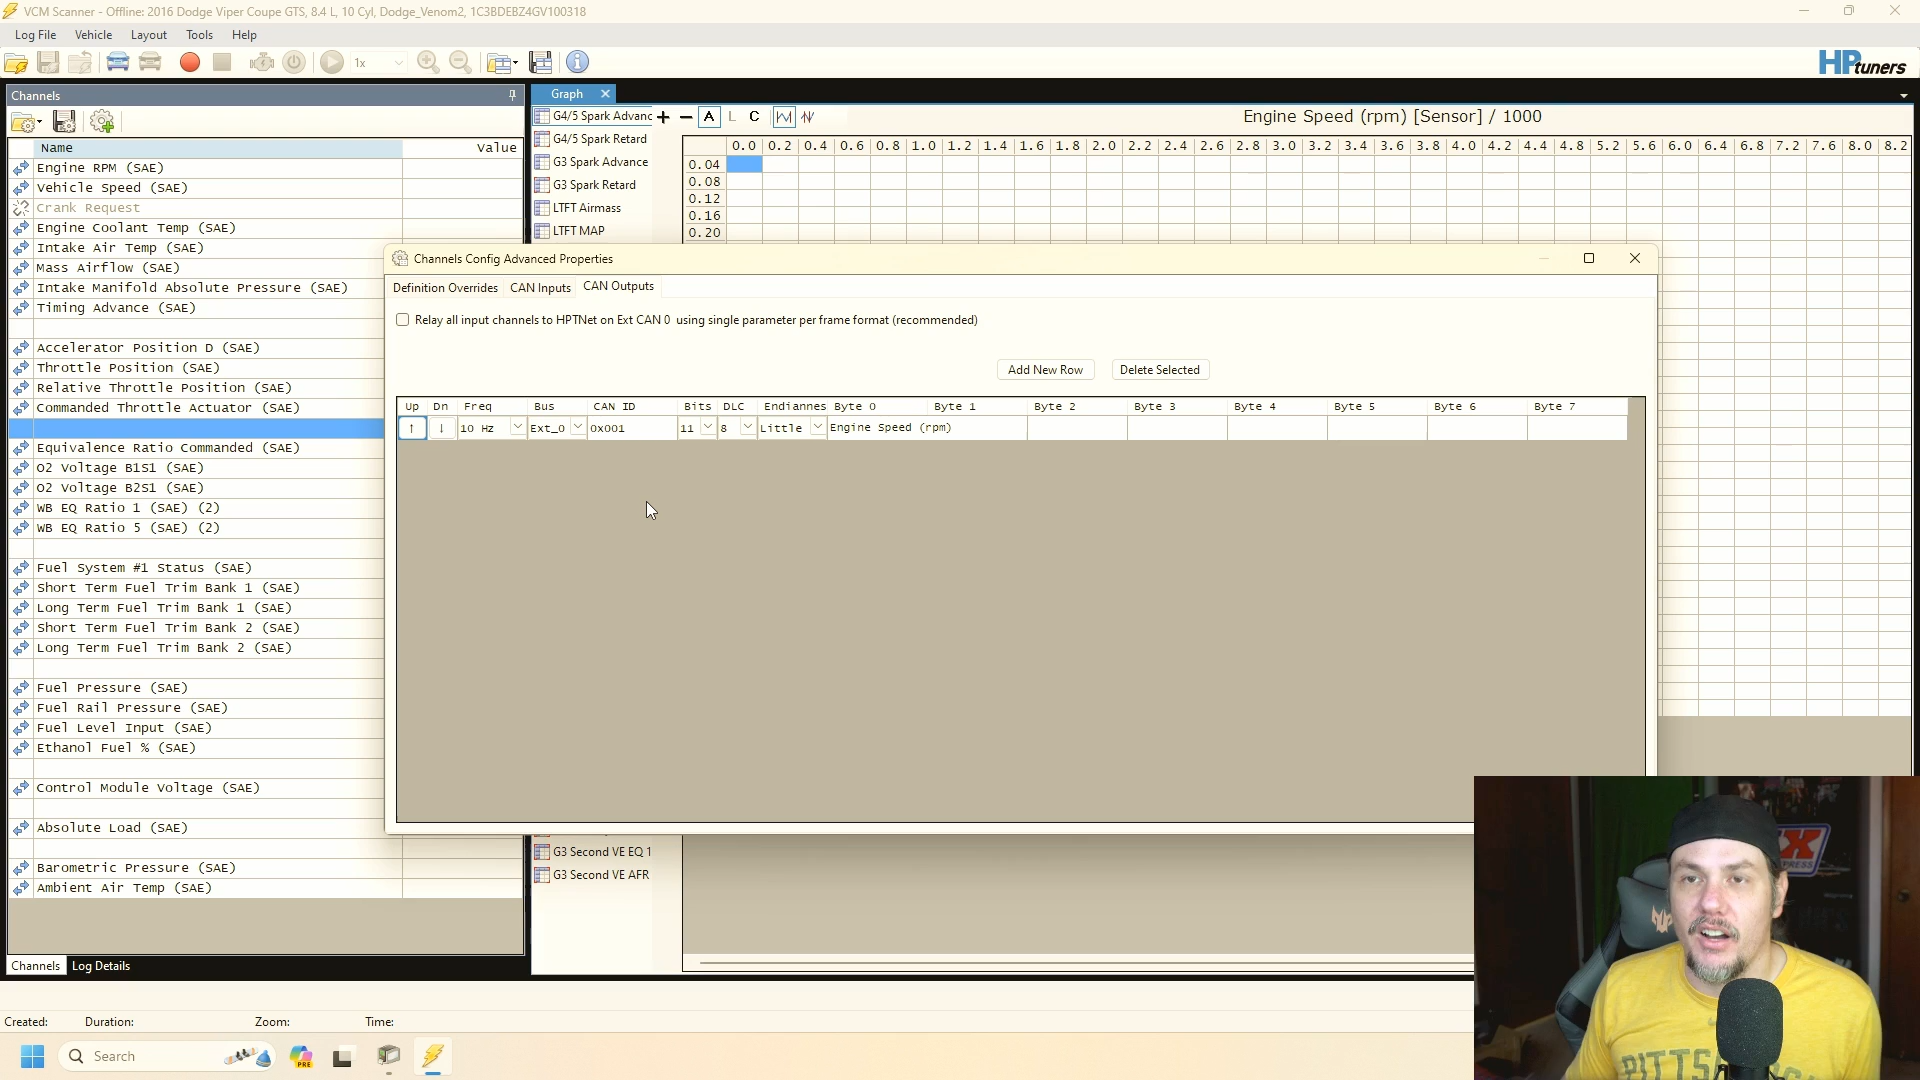 VCM Scanner - Offline: 2016 Dodge Viper Coupe GTS, 8.4 L, 10 Cyl, Dodge_Venom2, 1C3BDEBZ4GV100318
Log File Vehicle Layout Tools Help
1x
HP tuners
Channels
Graph
Name Value
Engine RPM (SAE)
Vehicle Speed (SAE)
Crank Request
Engine Coolant Temp (SAE)
Intake Air Temp (SAE)
Mass Airflow (SAE)
Intake Manifold Absolute Pressure (SAE)
Timing Advance (SAE)
Accelerator Position D (SAE)
Throttle Position (SAE)
Relative Throttle Position (SAE)
Commanded Throttle Actuator (SAE)
Equivalence Ratio Commanded (SAE)
O2 Voltage B1S1 (SAE)
O2 Voltage B2S1 (SAE)
WB EQ Ratio 1 (SAE) (2)
WB EQ Ratio 5 (SAE) (2)
Fuel System #1 Status (SAE)
Short Term Fuel Trim Bank 1 (SAE)
Long Term Fuel Trim Bank 1 (SAE)
Short Term Fuel Trim Bank 2 (SAE)
Long Term Fuel Trim Bank 2 (SAE)
Fuel Pressure (SAE)
Fuel Rail Pressure (SAE)
Fuel Level Input (SAE)
Ethanol Fuel % (SAE)
Control Module Voltage (SAE)
Absolute Load (SAE)
Barometric Pressure (SAE)
Ambient Air Temp (SAE)
Channels Log Details
G4/5 Spark Advanc
G4/5 Spark Retard
G3 Spark Advance
G3 Spark Retard
LTFT Airmass
LTFT MAP
G3 Second VE EQ 1
G3 Second VE AFR
A L C
Engine Speed (rpm) [Sensor] / 1000
0.0 0.2 0.4 0.6 0.8 1.0 1.2 1.4 1.6 1.8 2.0 2.2 2.4 2.6 2.8 3.0 3.2 3.4 3.6 3.8 4.0 4.2 4.4 4.6 4.8 5.2 5.6 6.0 6.4 6.8 7.2 7.6 8.0 8.2
0.04
0.08
0.12
0.16
0.20
Channels Config Advanced Properties
Definition Overrides CAN Inputs CAN Outputs
Relay all input channels to HPTNet on Ext CAN 0 using single parameter per frame format (recommended)
Add New Row Delete Selected
Up Dn Freq Bus CAN ID Bits DLC Endiannes Byte 0 Byte 1 Byte 2 Byte 3 Byte 4 Byte 5 Byte 6 Byte 7
↑ ↓ 10 Hz Ext_0 0x001 11 8 Little Engine Speed (rpm)
Created: Duration: Zoom: Time:
Search
PRE